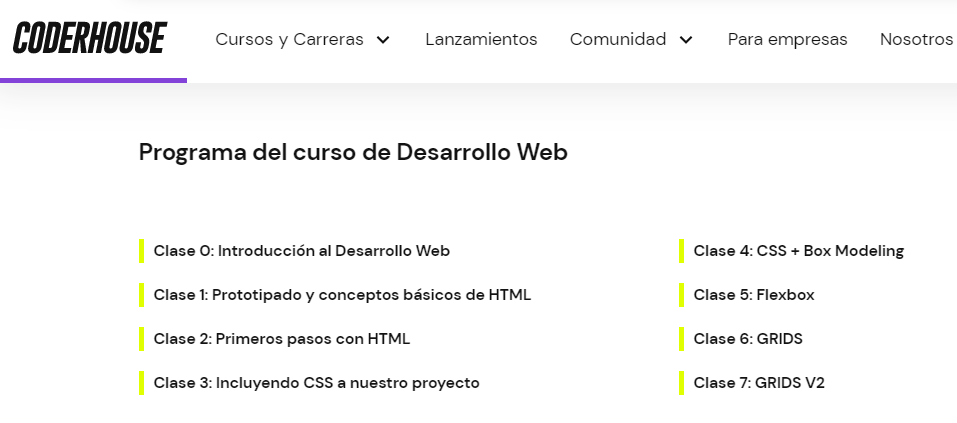 CODERHOUSE
Cursos y Carreras
Lanzamientos
Comunidad
Para empresas
Nosotros
Programa del curso de Desarrollo Web
Clase 0: Introducción al Desarrollo Web
Clase 1: Prototipado y conceptos básicos de HTML
Clase 2: Primeros pasos con HTML
Clase 3: Incluyendo CSS a nuestro proyecto
Clase 4: CSS + Box Modeling
Clase 5: Flexbox
Clase 6: GRIDS
Clase 7: GRIDS V2